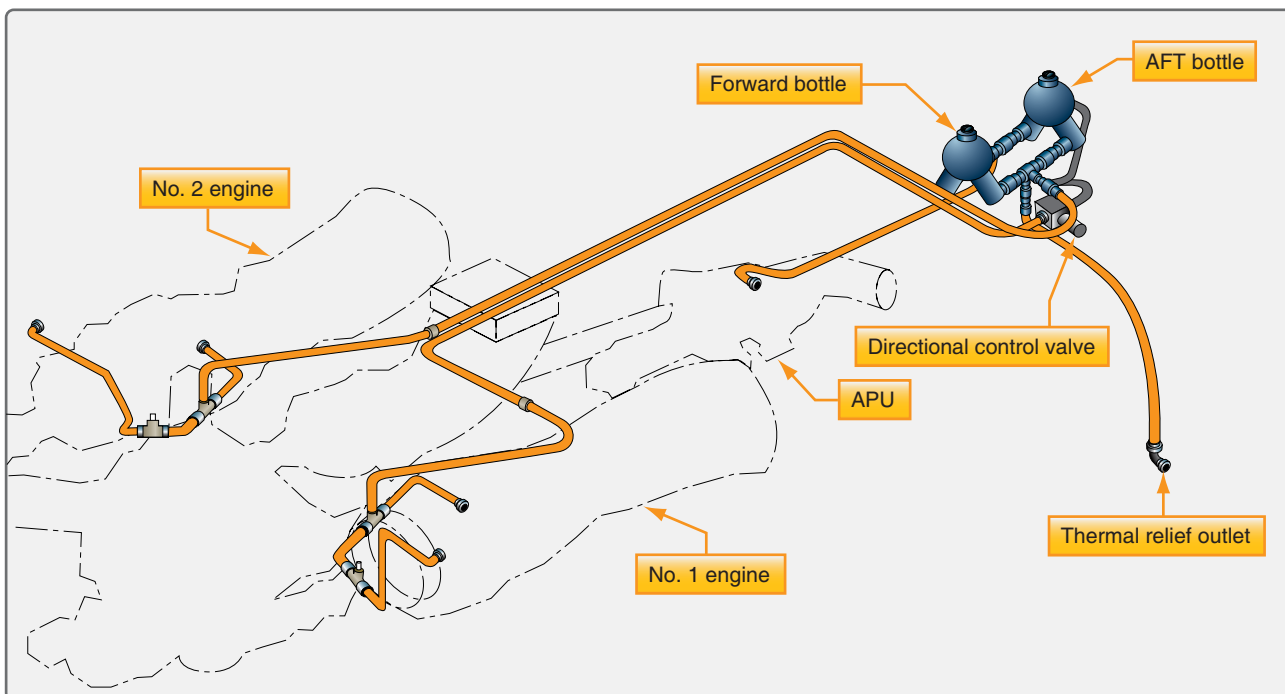 AFT bottle
Forward bottle
No. 2 engine
Directional control valve
APU
Thermal relief outlet
No. 1 engine